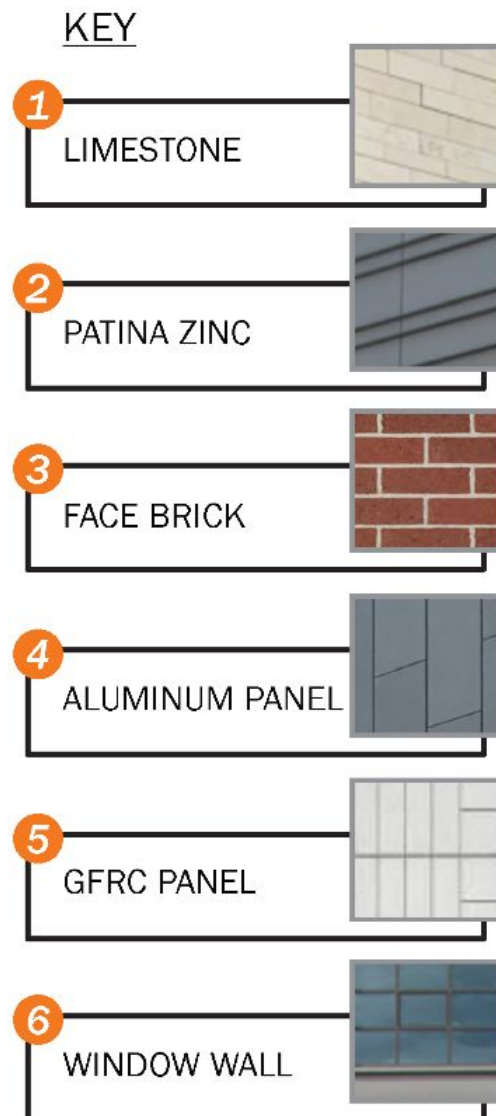 KEY
1
LIMESTONE
2
PATINA ZINC
3
FACE BRICK
4
ALUMINUM PANEL
5
GFRC PANEL
6
WINDOW WALL